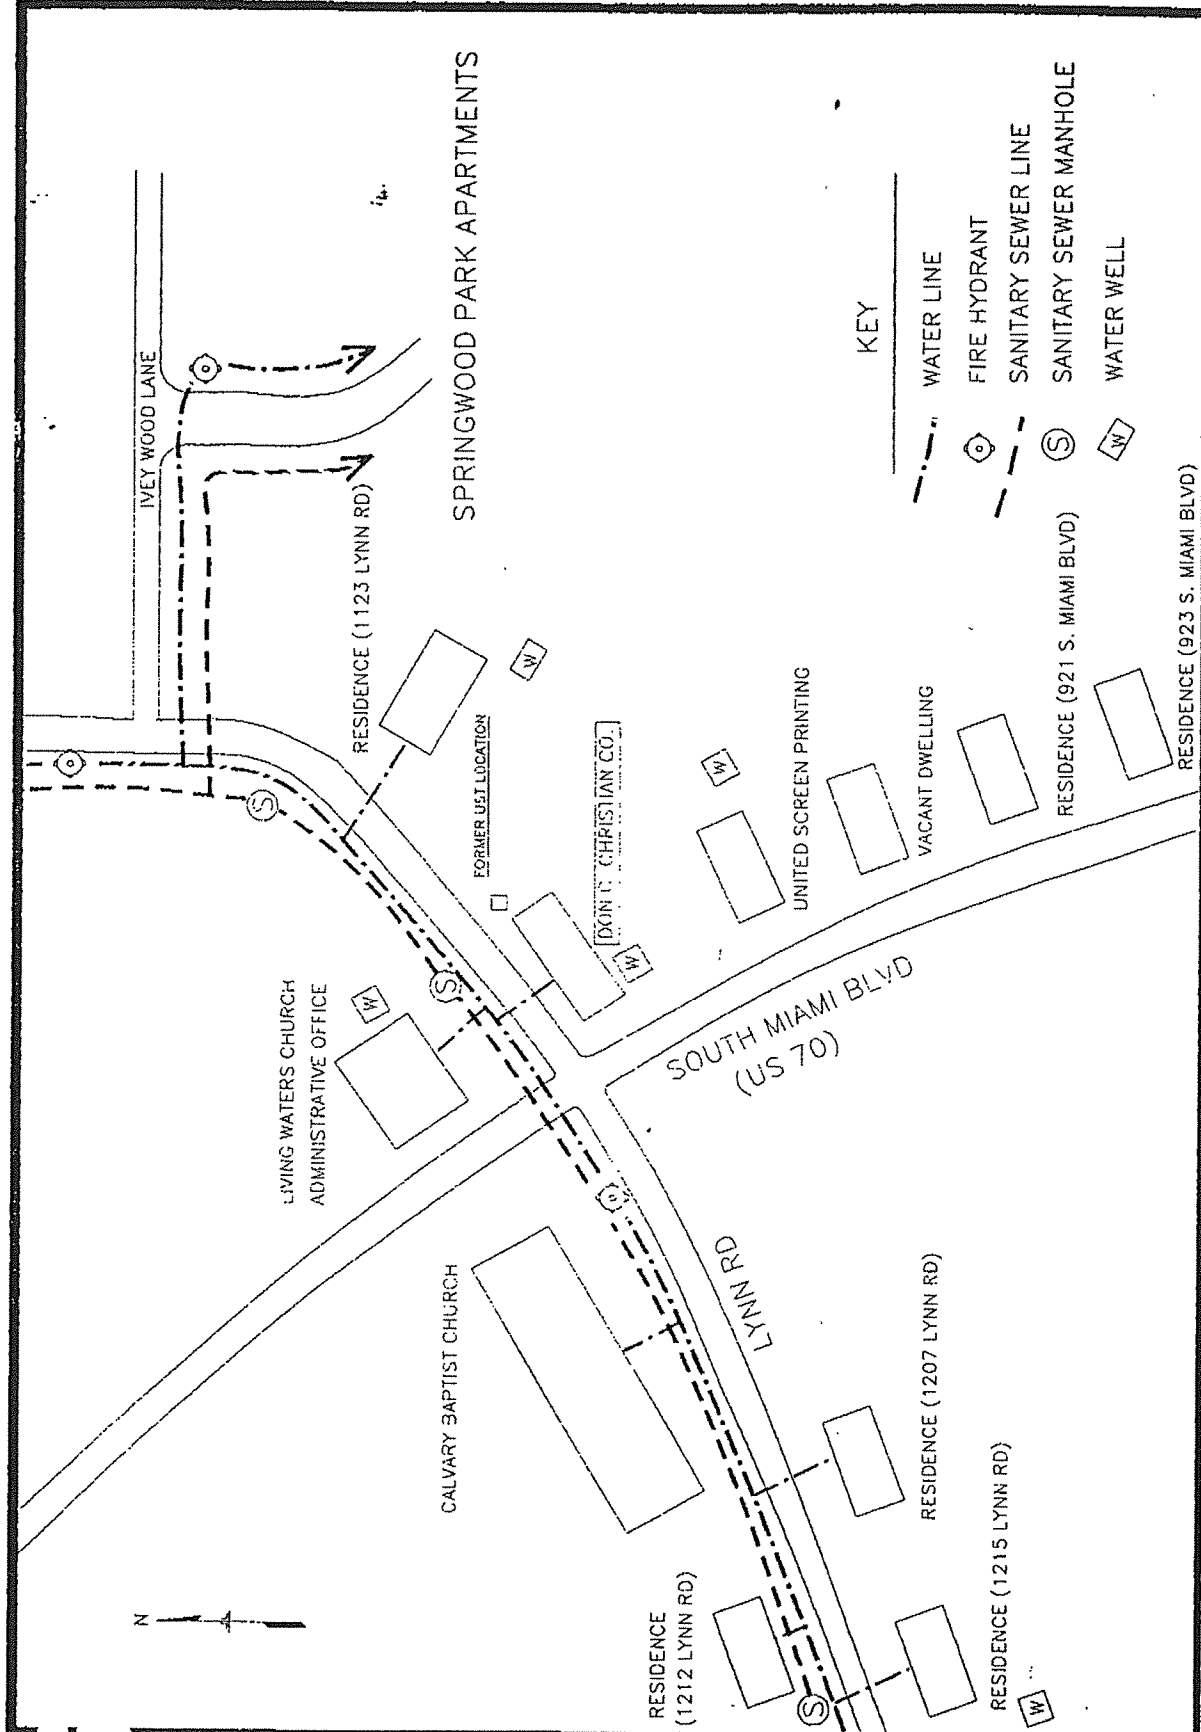 IVEY WOOD LANE
SPRINGWOOD PARK APARTMENTS
RESIDENCE (1123 LYNN RD)
W
FORMER UST LOCATION
S
S
LIVING WATERS CHURCH
ADMINISTRATIVE OFFICE
W
DON C. CHRISTIAN CO.
W
W
UNITED SCREEN PRINTING
VACANT DWELLING
RESIDENCE (921 S. MIAMI BLVD)
RESIDENCE (923 S. MIAMI BLVD)
SOUTH MIAMI BLVD
(US 70)
CALVARY BAPTIST CHURCH
LYNN RD
RESIDENCE (1207 LYNN RD)
RESIDENCE
(1212 LYNN RD)
S
RESIDENCE (1215 LYNN RD)
W
N
KEY
WATER LINE
FIRE HYDRANT
SANITARY SEWER LINE
S SANITARY SEWER MANHOLE
W WATER WELL